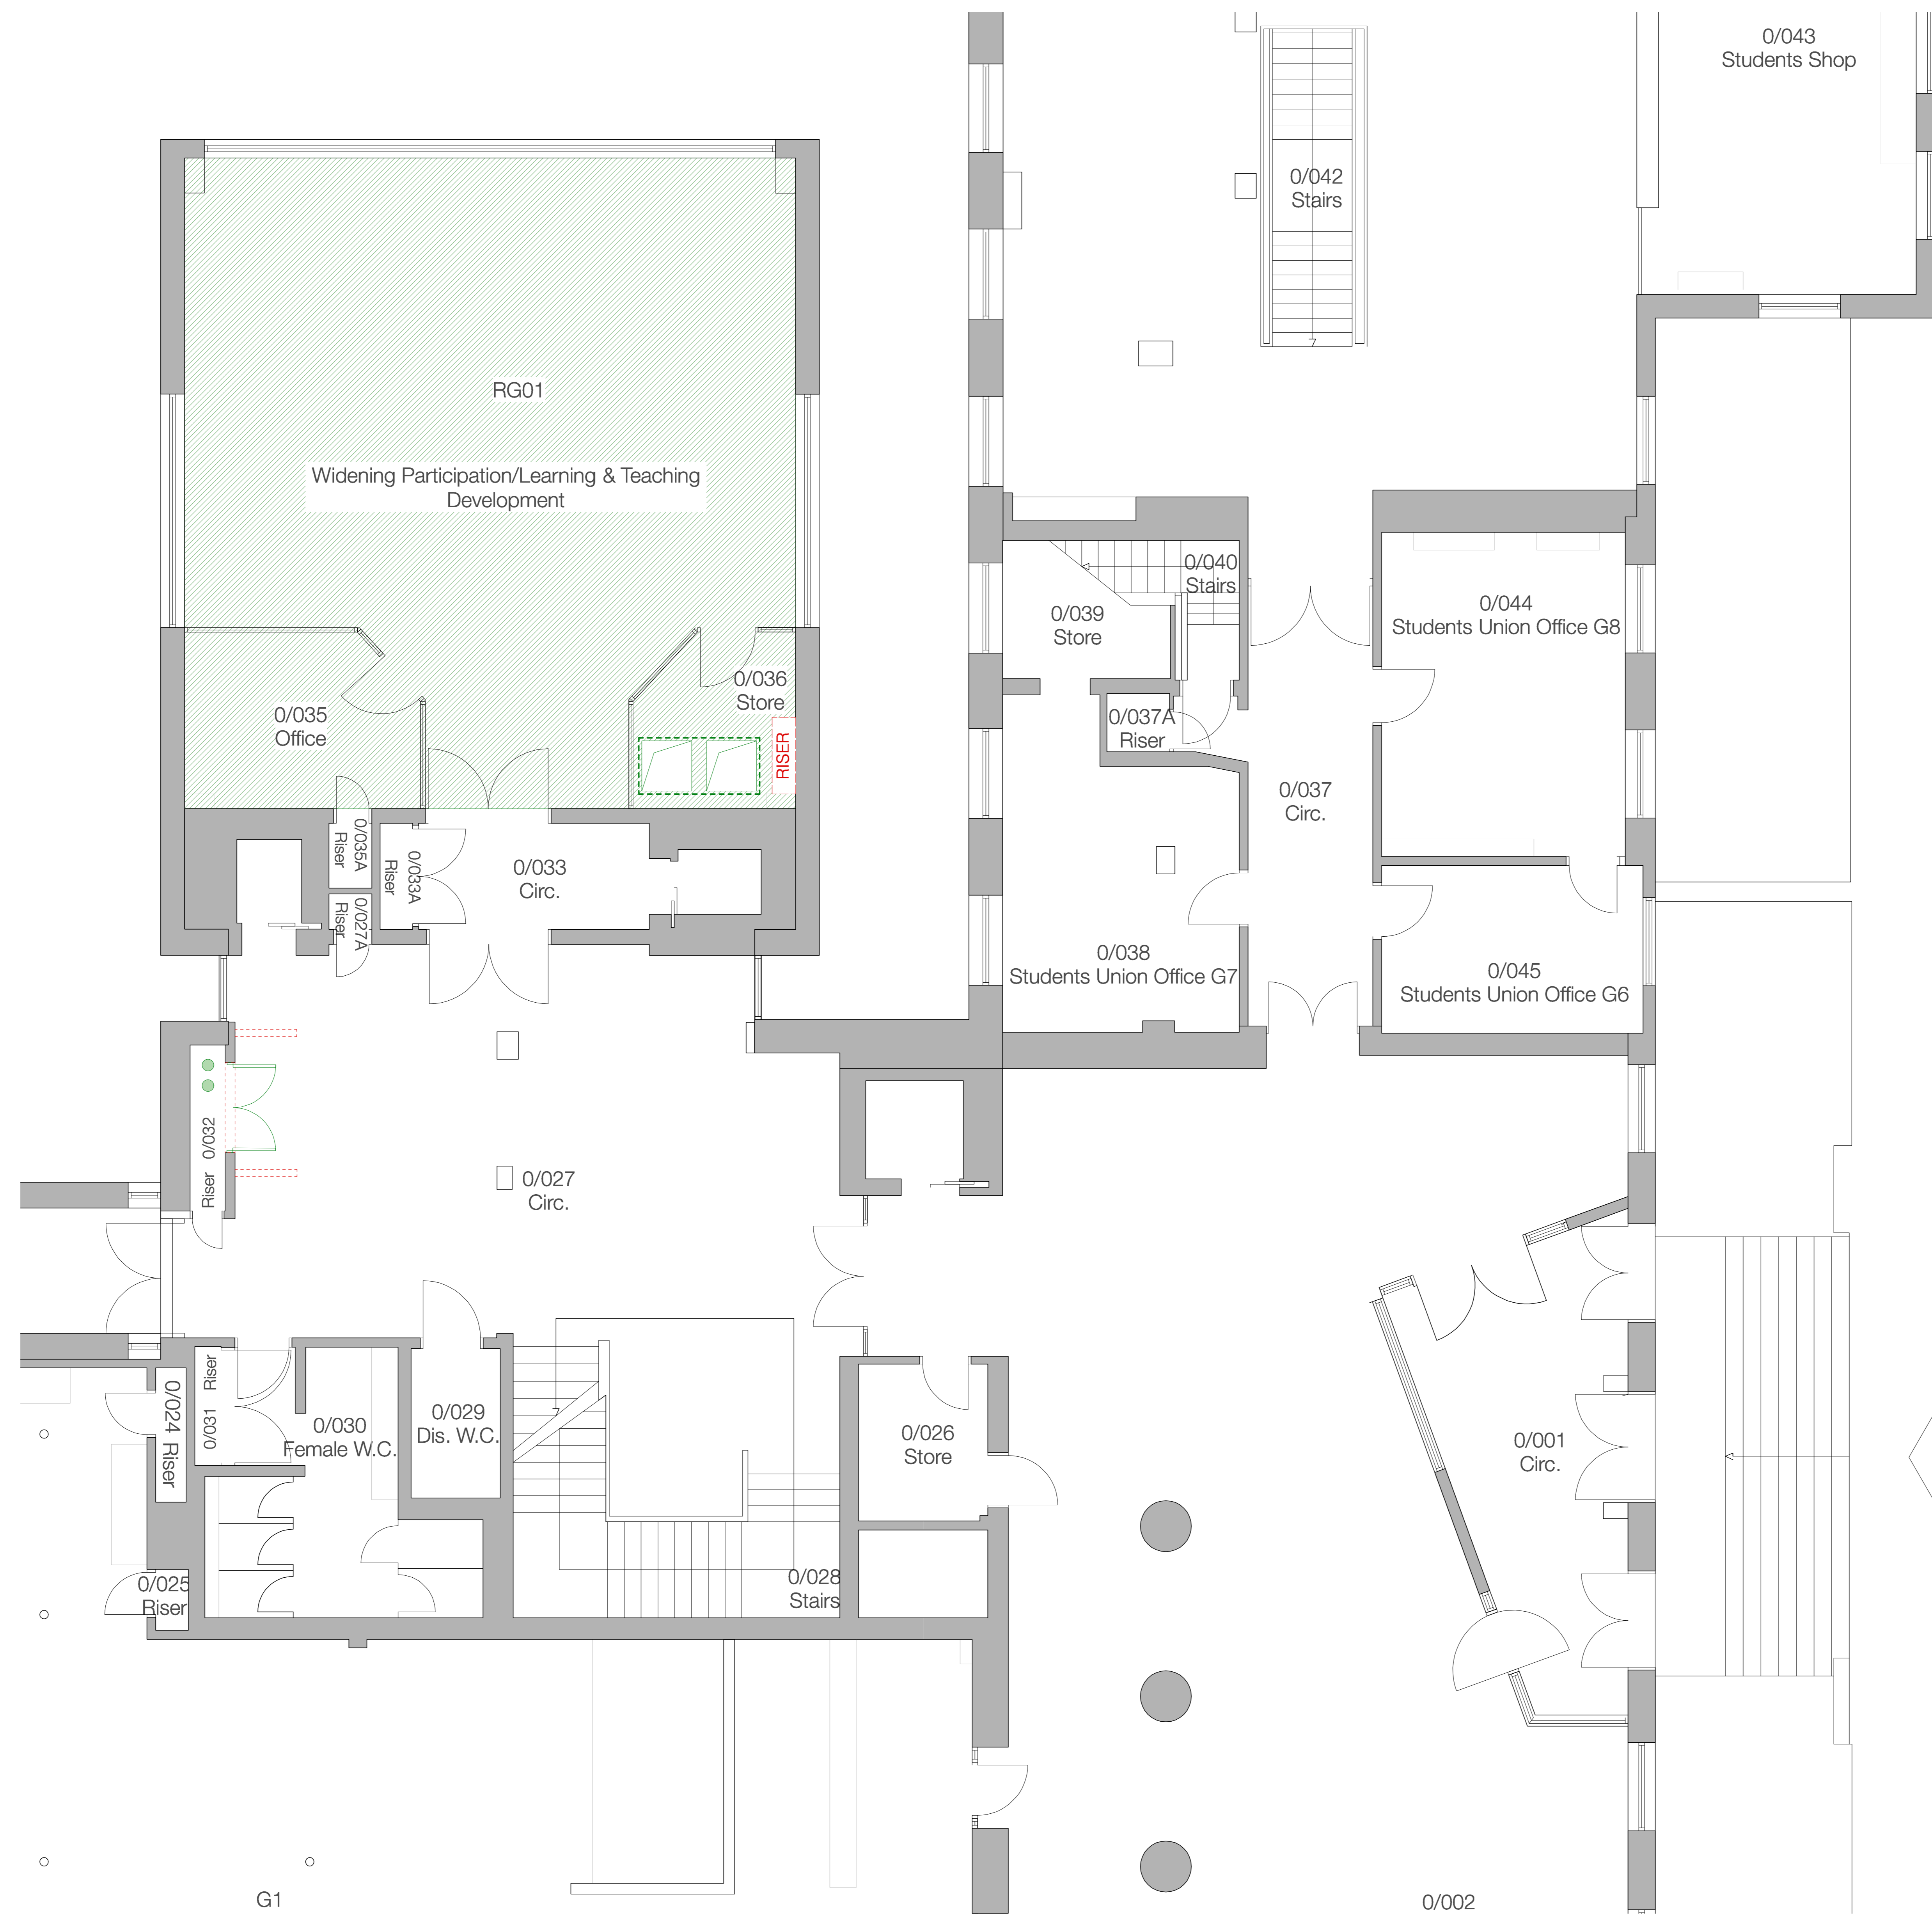 0/043
Students Shop
0/042
Stairs
RG01
Widening Participation/Learning & Teaching
Development
0/040
Stairs
0/039
Store
0/044
Students Union Office G8
0/036
Store
0/035
Office
0/037A
Riser
RISER
0/037
Circ.
0/035A
Riser
0/033A
Riser
0/033
Circ.
0/027A
Riser
0/038
Students Union Office G7
0/045
Students Union Office G6
Riser 0/032
0/027
Circ.
0/031 Riser
0/024 Riser
0/030
Female W.C.
0/029
Dis. W.C.
0/026
Store
0/001
Circ.
0/025
Riser
0/028
Stairs
G1
0/002